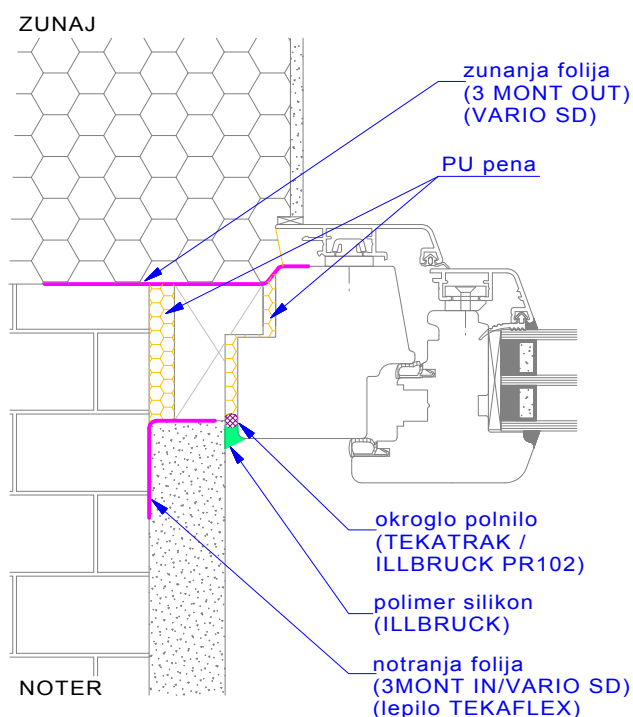 ZUNAJ
zunanja folija
(3 MONT OUT)
(VARIO SD)
PU pena
okroglo polnilo
(TEKATRAK /
ILLBRUCK PR102)
polimer silikon
(ILLBRUCK)
notranja folija
(3MONT IN/VARIO SD)
(lepilo TEKAFLEX)
NOTER